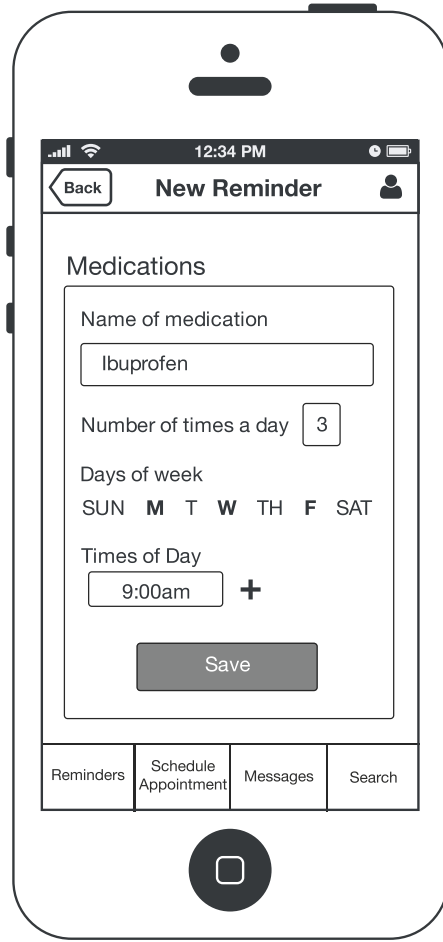 12:34 PM
Back New Reminder
Medications
Name of medication
Ibuprofen
Number of times a day 3
Days of week
SUN M T W TH F SAT
Times of Day
9:00am +
Save
Reminders Schedule Appointment Messages Search